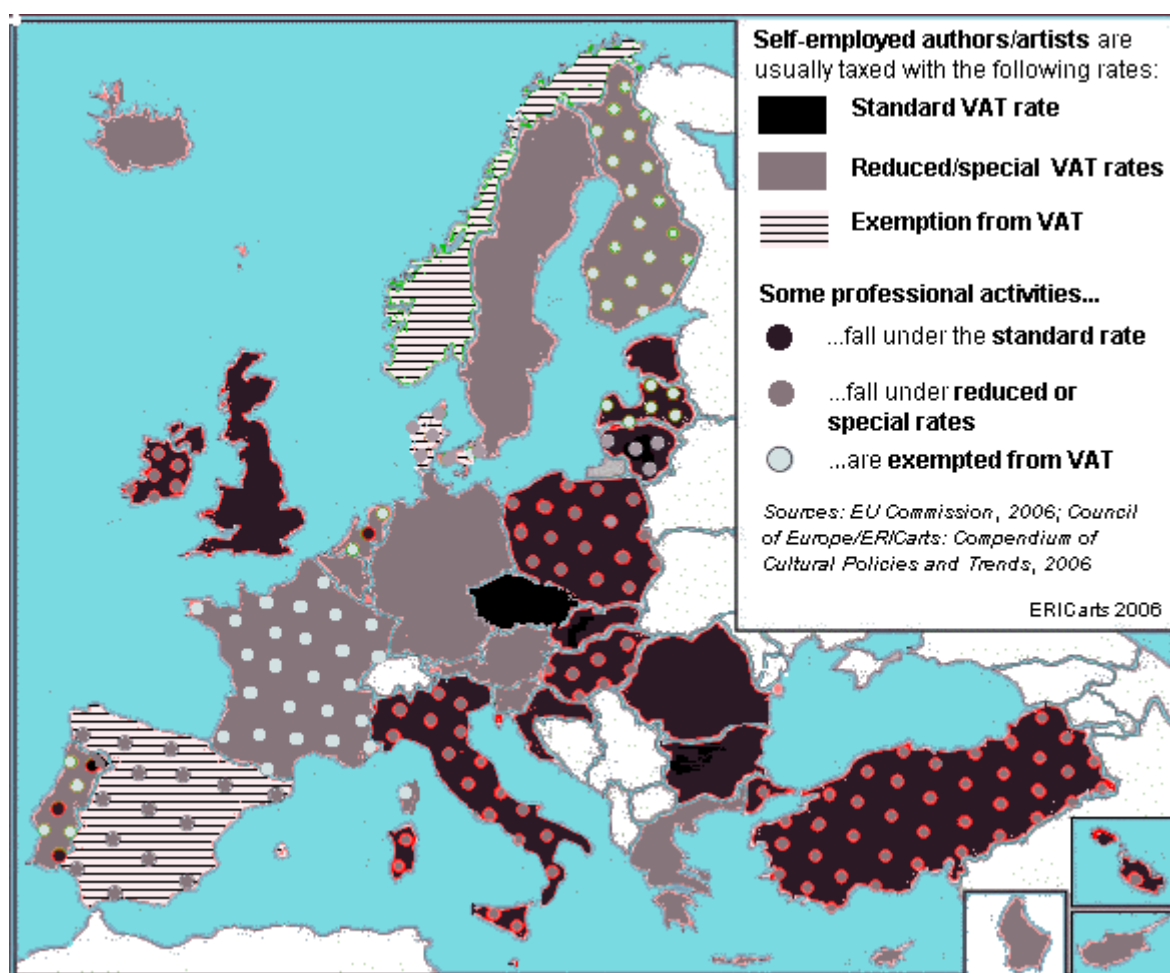 Self-employed authors/artists are
usually taxed with the following rates:
Standard VAT rate
Reduced/special VAT rates
Exemption from VAT
Some professional activities...
...fall under the standard rate
...fall under reduced or
special rates
...are exempted from VAT
Sources: EU Commission, 2006; Council
of Europe/ERICarts: Compendium of
Cultural Policies and Trends, 2006
ERICarts 2006